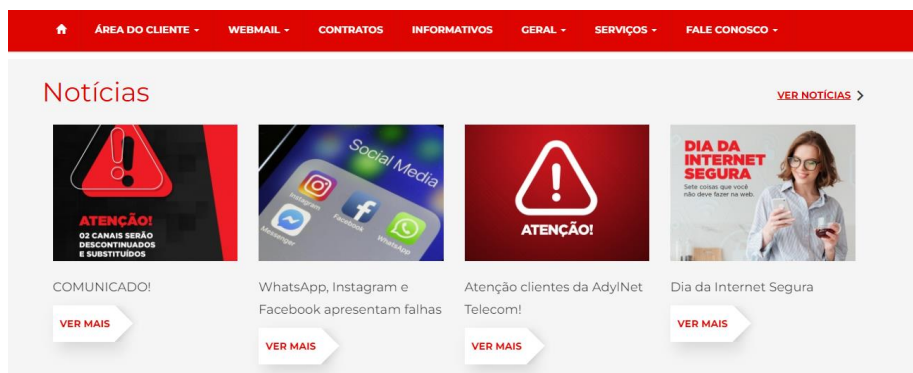 ÁREA DO CLIENTE WEBMAIL CONTRATOS INFORMATIVOS GERAL SERVIÇOS FALE CONOSCO
Notícias
VER NOTÍCIAS
ATENÇÃO!
02 CANAIS SERÃO
DESCONTINUADOS
E SUBSTITUÍDOS
COMUNICADO!
VER MAIS
Social Media
Instagram
Facebook
Messenger
WhatsApp
WhatsApp, Instagram e
Facebook apresentam falhas
VER MAIS
ATENÇÃO!
Atenção clientes da AdylNet
Telecom!
VER MAIS
DIA DA
INTERNET
SEGURA
Sete coisas que você
não deve fazer na web.
Dia da Internet Segura
VER MAIS